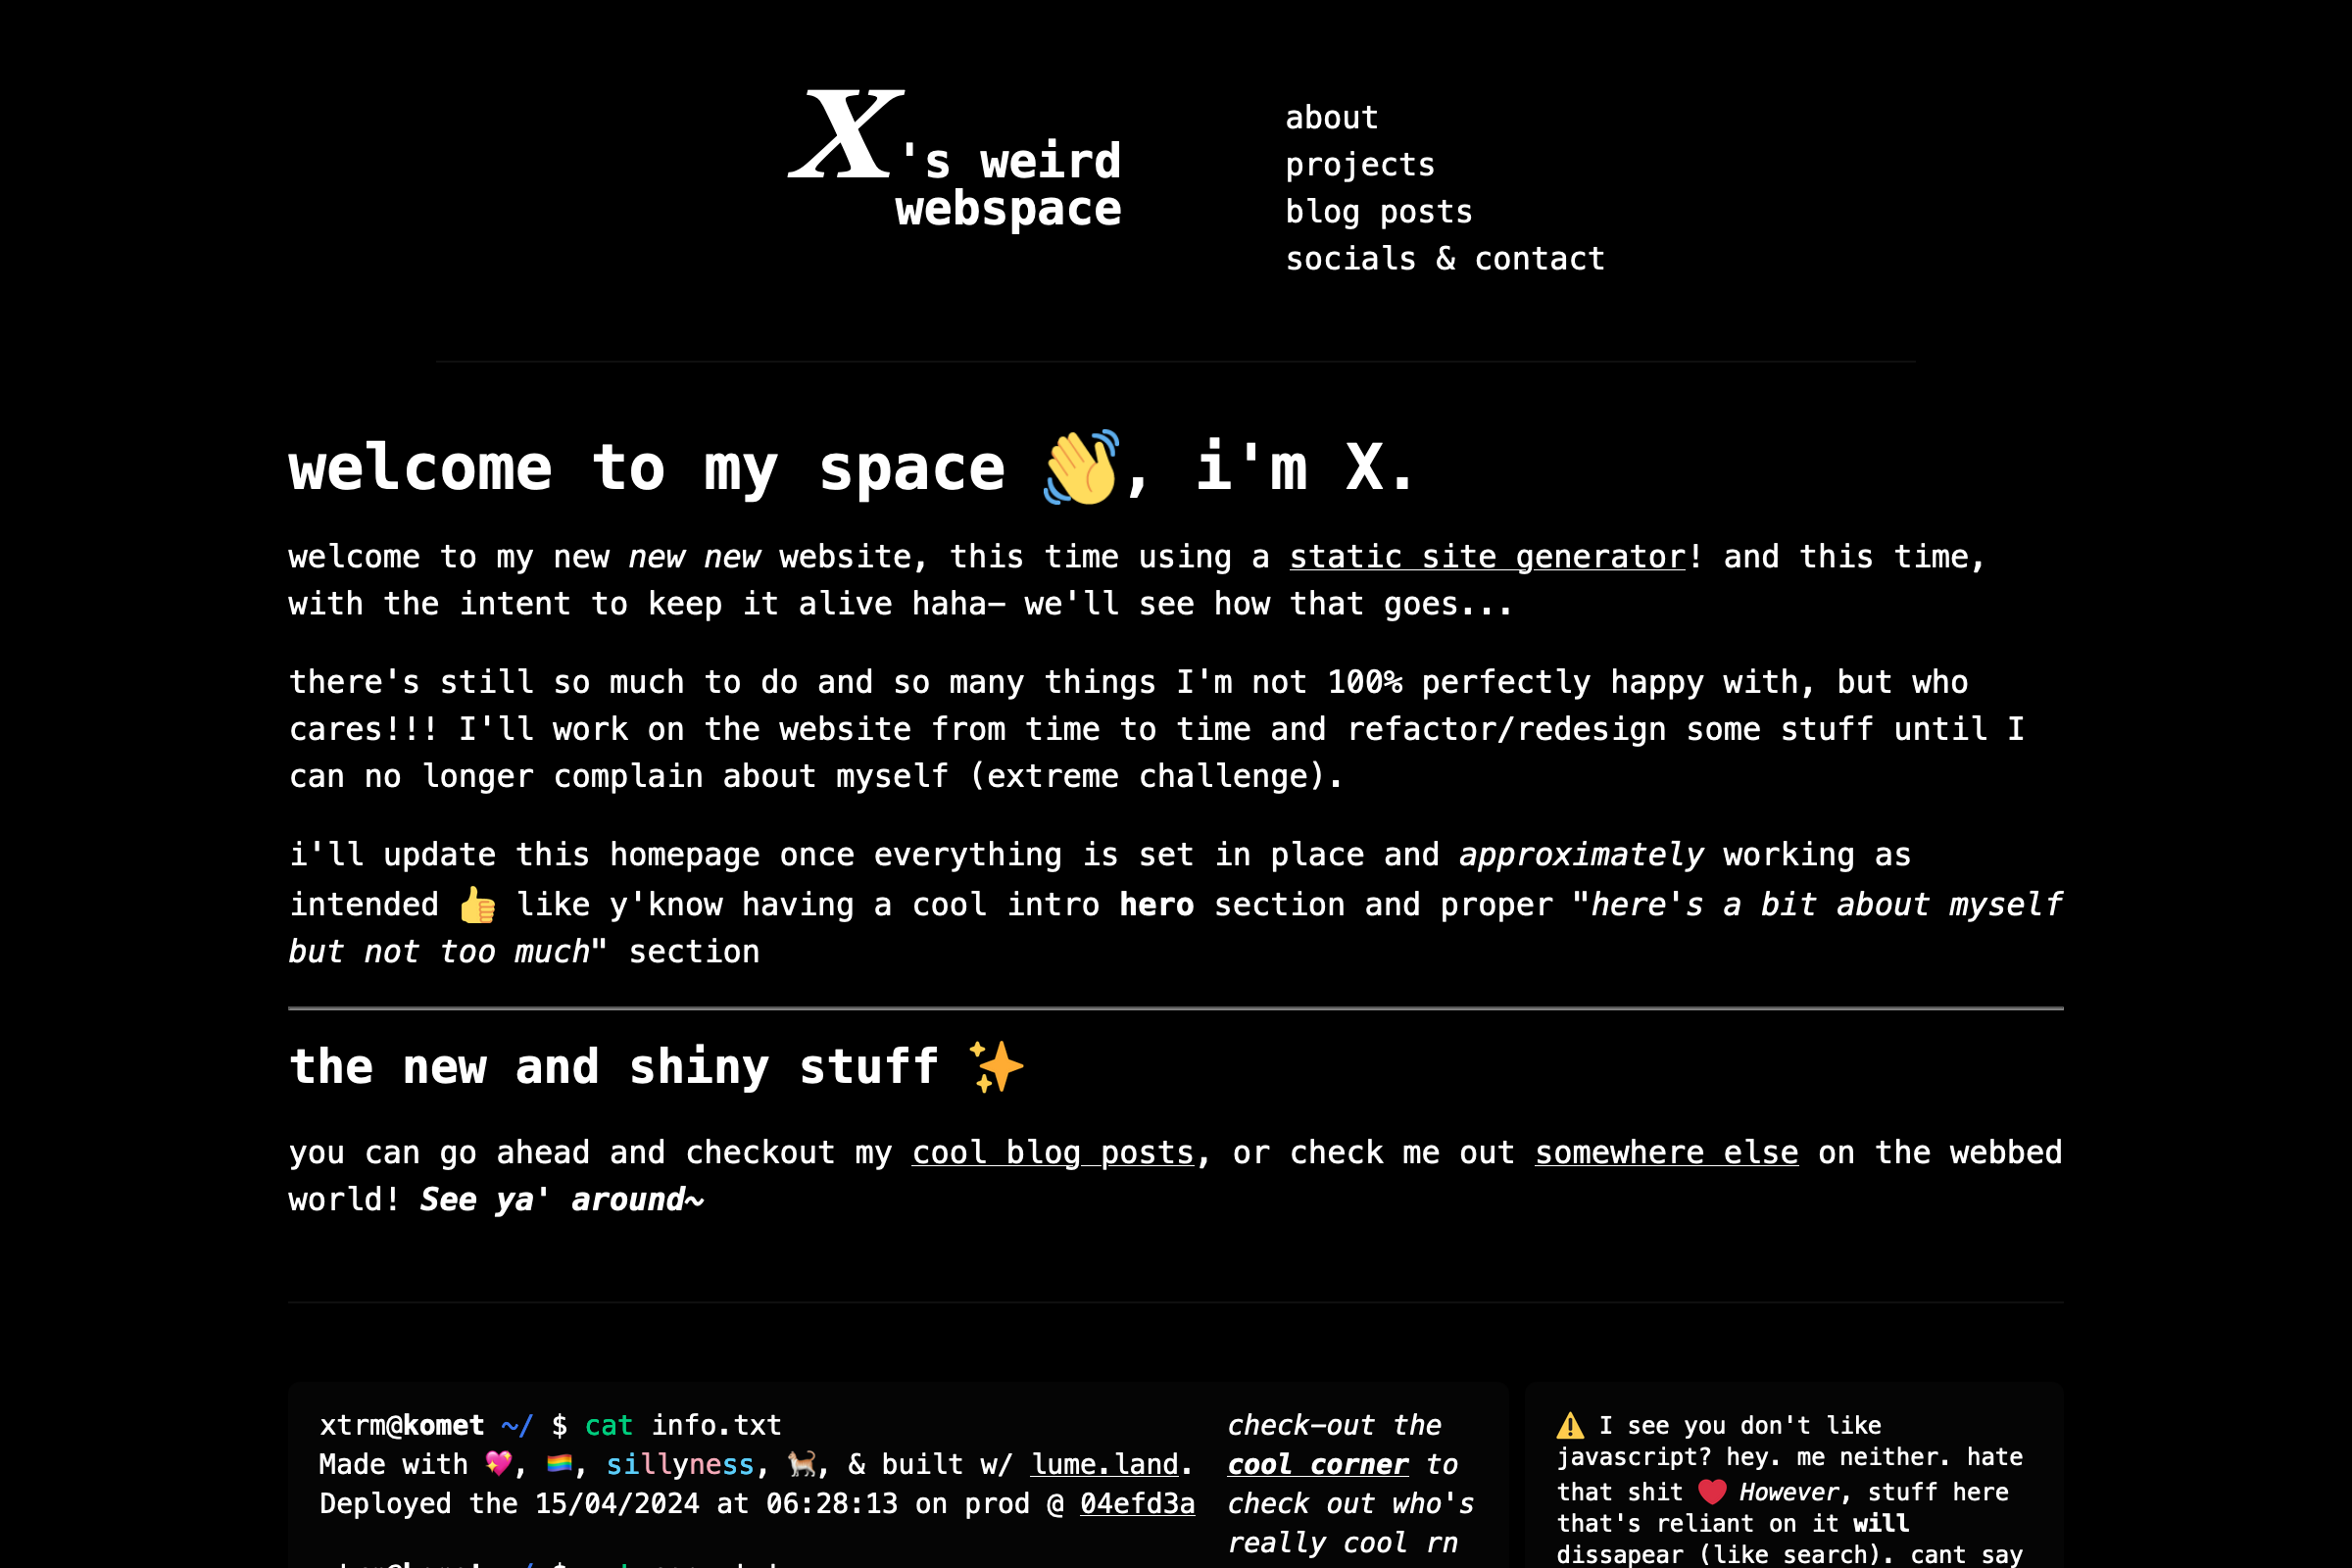 X's weird
webspace
about
projects
blog posts
socials & contact
welcome to my space 👋, i'm X.
welcome to my new new new website, this time using a static site generator! and this time,
with the intent to keep it alive haha— we'll see how that goes...
there's still so much to do and so many things I'm not 100% perfectly happy with, but who
cares!!! I'll work on the website from time to time and refactor/redesign some stuff until I
can no longer complain about myself (extreme challenge).
i'll update this homepage once everything is set in place and approximately working as
intended 👍 like y'know having a cool intro hero section and proper "here's a bit about myself
but not too much" section
the new and shiny stuff ✨
you can go ahead and checkout my cool blog posts, or check me out somewhere else on the webbed
world! See ya' around~
xtrm@komet ~/ $ cat info.txt
Made with 💖, 🏳️‍🌈, sillyness, 🐈, & built w/ lume.land.
Deployed the 15/04/2024 at 06:28:13 on prod @ 04efd3a
check-out the
cool corner to
check out who's
really cool rn
⚠️ I see you don't like
javascript? hey. me neither. hate
that shit ❤️ However, stuff here
that's reliant on it will
dissapear (like search). cant say